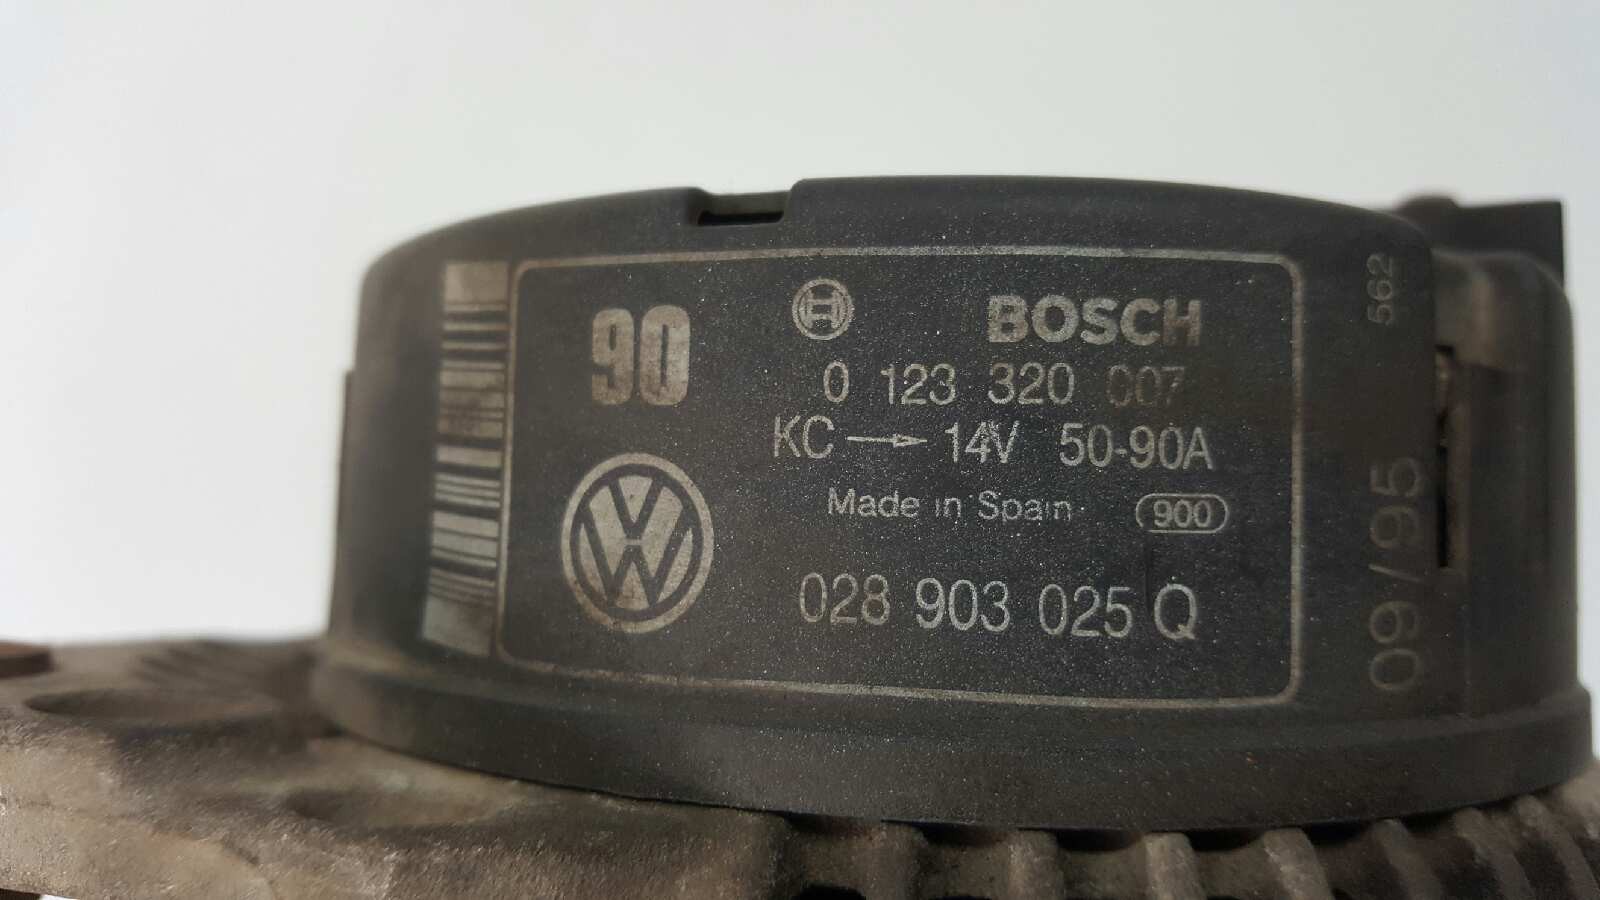 90
BOSCH
0 123 320 007
KC → 14V 50-90A
Made in Spain 900
028 903 025 Q
562
09/95